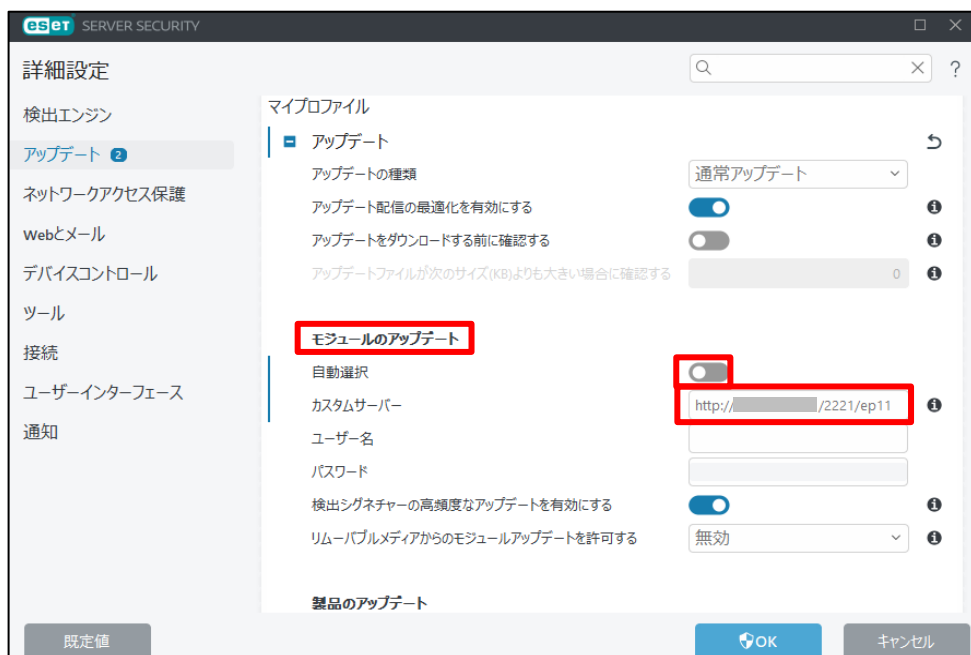 eset SERVER SECURITY
詳細設定
?
検出エンジン
アップデート 2
ネットワークアクセス保護
Webとメール
デバイスコントロール
ツール
接続
ユーザーインターフェース
通知
マイプロファイル
アップデート
アップデートの種類 通常アップデート
アップデート配信の最適化を有効にする
アップデートをダウンロードする前に確認する
アップデートファイルが次のサイズ(KB)よりも大きい場合に確認する 0
モジュールのアップデート
自動選択
カスタムサーバー http:// /2221/ep11
ユーザー名
パスワード
検出シグネチャーの高頻度なアップデートを有効にする
リムーバブルメディアからのモジュールアップデートを許可する 無効
製品のアップデート
既定値 OK キャンセル